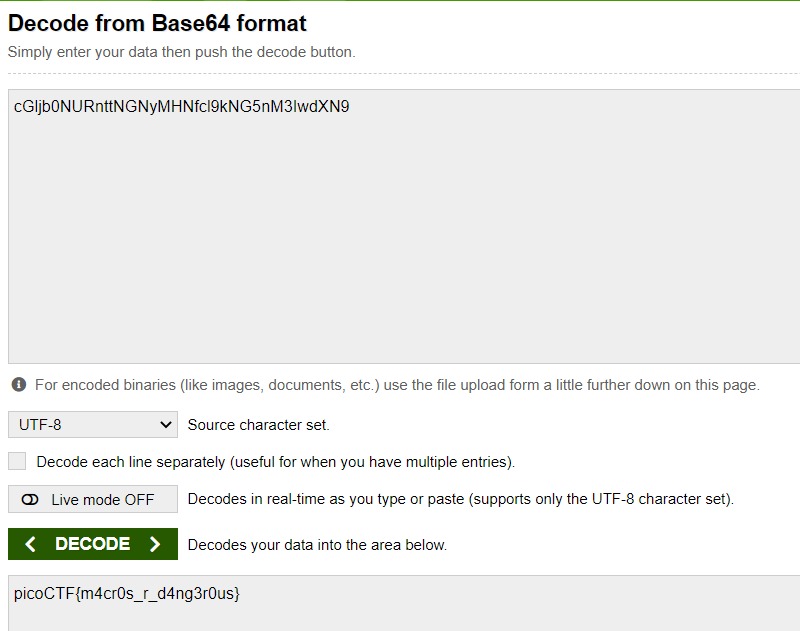 Decode from Base64 format
Simply enter your data then push the decode button.
cGljb0NURnttNGNyMHNfcl9kNG5nM3IwdXN9
For encoded binaries (like images, documents, etc.) use the file upload form a little further down on this page.
UTF-8 Source character set.
Decode each line separately (useful for when you have multiple entries).
Live mode OFF Decodes in real-time as you type or paste (supports only the UTF-8 character set).
< DECODE > Decodes your data into the area below.
picoCTF{m4cr0s_r_d4ng3r0us}